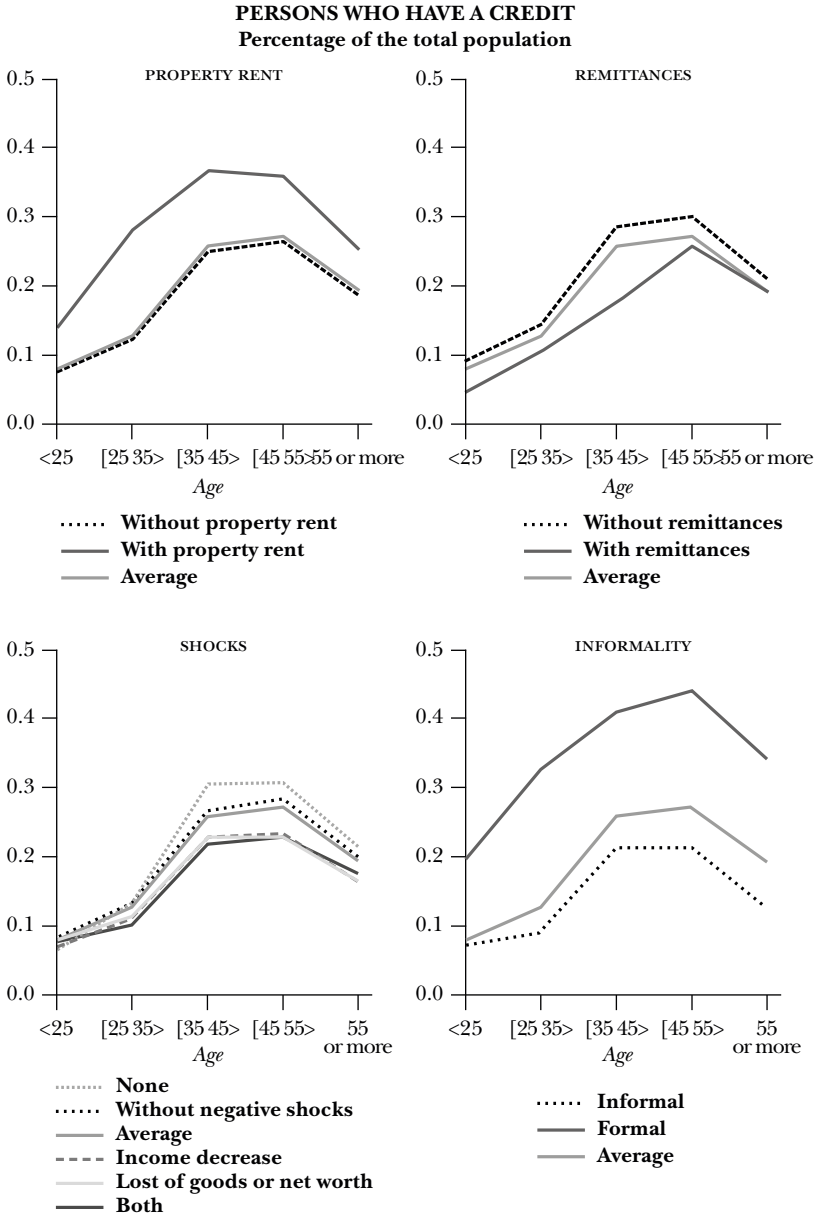 PERSONS WHO HAVE A CREDIT
Percentage of the total population
PROPERTY RENT
0.5
0.4
0.3
0.2
0.1
0.0
<25 [25 35> [35 45> [45 55> 55 or more
Age
Without property rent
With property rent
Average
REMITTANCES
0.5
0.4
0.3
0.2
0.1
0.0
<25 [25 35> [35 45> [45 55> 55 or more
Age
Without remittances
With remittances
Average
SHOCKS
0.5
0.4
0.3
0.2
0.1
0.0
<25 [25 35> [35 45> [45 55> 55
or more
Age
None
Without negative shocks
Average
Income decrease
Lost of goods or net worth
Both
INFORMALITY
0.5
0.4
0.3
0.2
0.1
0.0
<25 [25 35> [35 45> [45 55> 55
or more
Age
Informal
Formal
Average